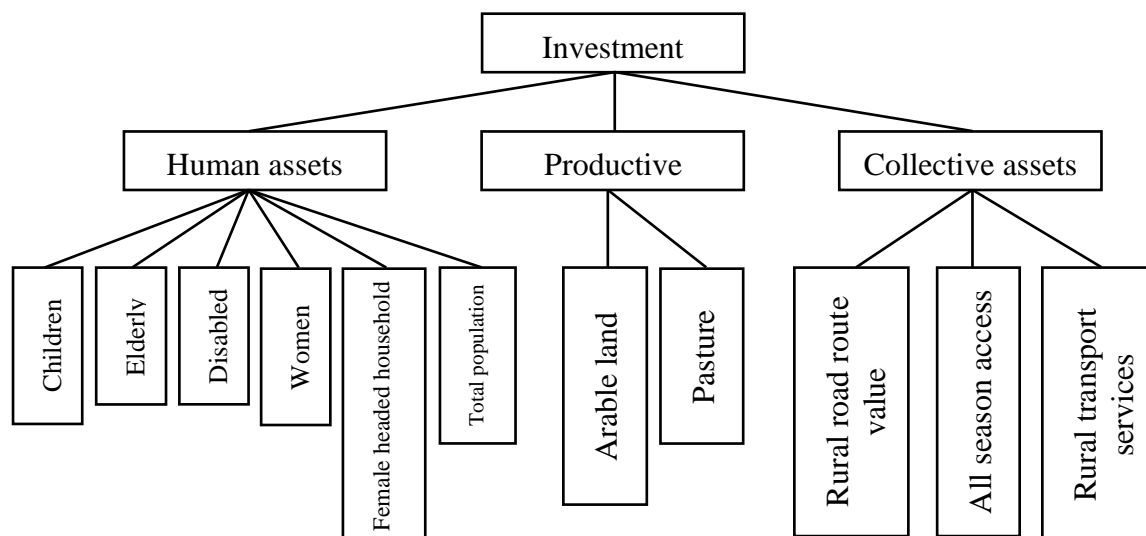 Investment
Human assets
Productive
Collective assets
Children
Elderly
Disabled
Women
Female headed household
Total population
Arable land
Pasture
Rural road route
value
All season access
Rural transport
services